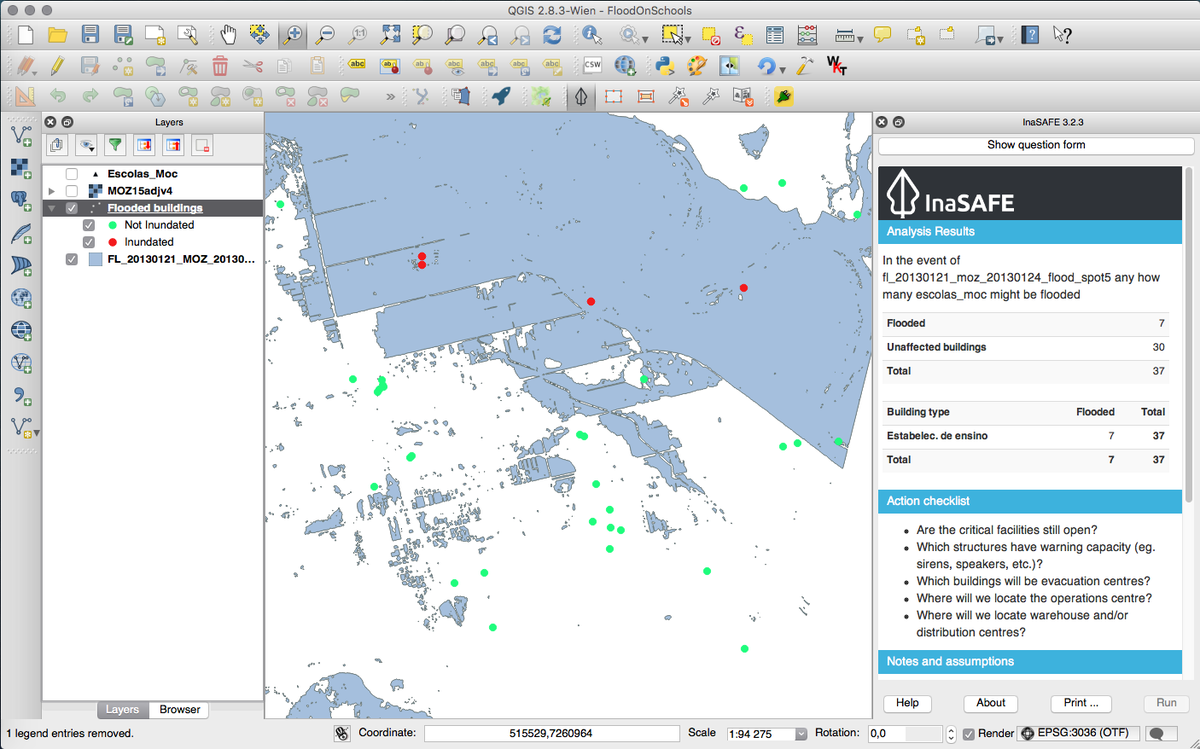 QGIS 2.8.3-Wien - FloodOnSchools
abc
CSW
WKT
Layers
Escolas_Moc
MOZ15adjv4
Flooded buildings
Not Inundated
Inundated
FL_20130121_MOZ_20130...
InaSAFE 3.2.3
Show question form
InaSAFE
Analysis Results
In the event of
fl_20130121_moz_20130124_flood_spot5 any how
many escolas_moc might be flooded
Flooded 7
Unaffected buildings 30
Total 37
Building type Flooded Total
Estabelec. de ensino 7 37
Total 7 37
Action checklist
Are the critical facilities still open?
Which structures have warning capacity (eg.
sirens, speakers, etc.)?
Which buildings will be evacuation centres?
Where will we locate the operations centre?
Where will we locate warehouse and/or
distribution centres?
Notes and assumptions
Help About Print ... Run
Layers Browser
1 legend entries removed. Coordinate: 515529,7260964 Scale 1:94 275 Rotation: 0,0 Render EPSG:3036 (OTF)